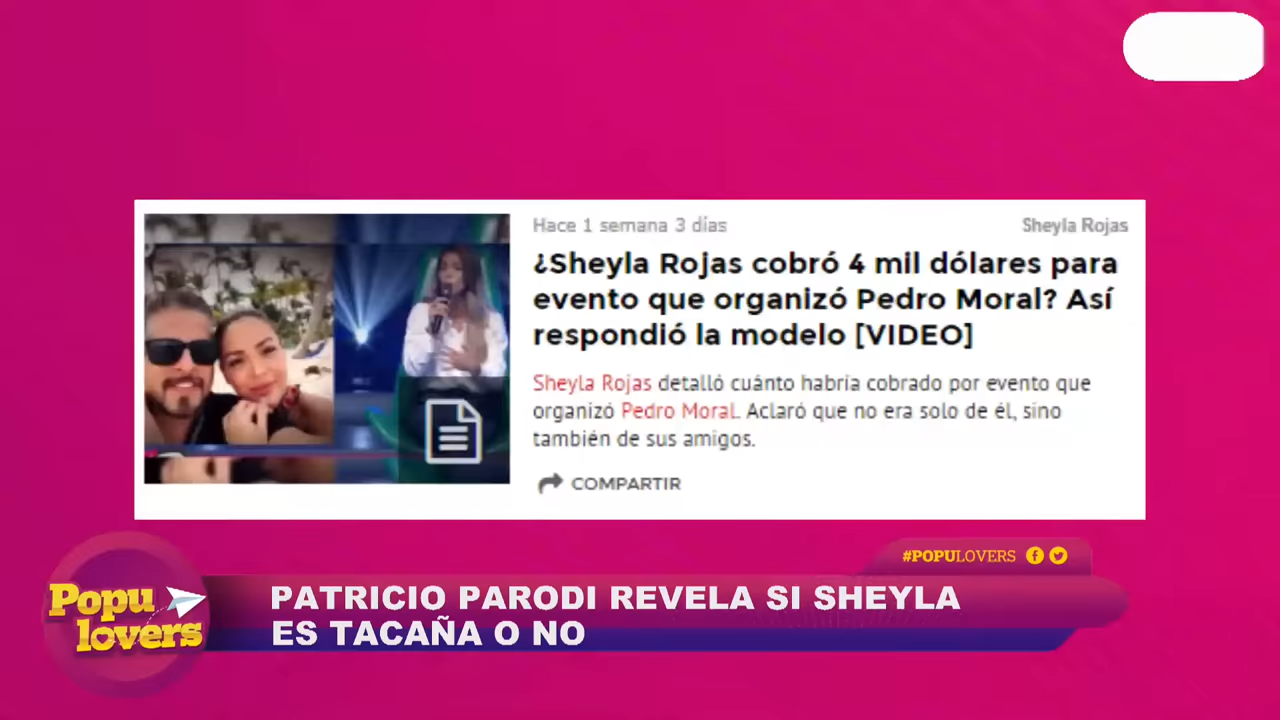 Hace 1 semana 3 días
Sheyla Rojas
¿Sheyla Rojas cobró 4 mil dólares para
evento que organizó Pedro Moral? Así
respondió la modelo [VIDEO]
Sheyla Rojas detalló cuánto habría cobrado por evento que
organizó Pedro Moral. Aclaró que no era solo de él, sino
también de sus amigos.
COMPARTIR
#POPULOVERS
Popu
lovers
PATRICIO PARODI REVELA SI SHEYLA
ES TACAÑA O NO